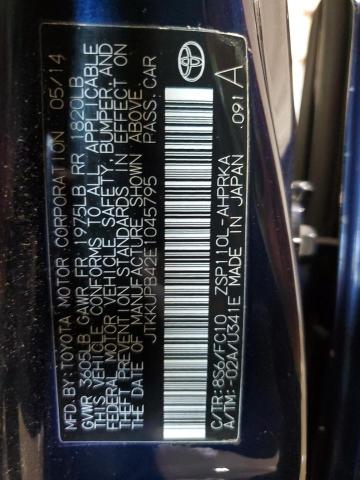 MFD. BY: TOYOTA MOTOR CORPORATION 05/14
GVWR 3605LB GAWR FR 1975LB RR 1820LB
THIS VEHICLE CONFORMS TO ALL APPLICABLE
FEDERAL MOTOR VEHICLE SAFETY, BUMPER, AND
THEFT PREVENTION STANDARDS IN EFFECT ON
THE DATE OF MANUFACTURE SHOWN ABOVE.
JTKKUPB42E1045795 PASS. CAR
C/TR: 8S6/FC10 ZSP110L-AHPRKA
A/TM: -02A/U341E MADE IN JAPAN
091 A